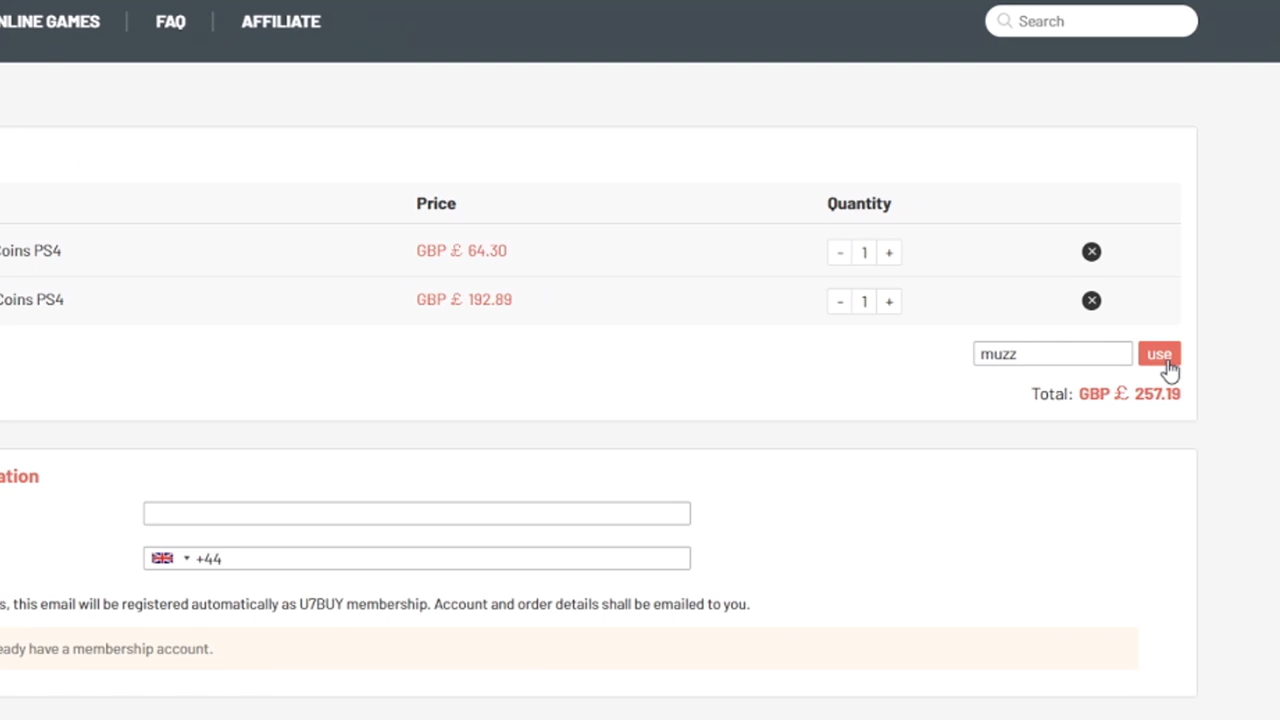 NLINE GAMES | FAQ | AFFILIATE Search
Price Quantity
Coins PS4 GBP £ 64.30 - 1 +
Coins PS4 GBP £ 192.89 - 1 +
muzz use
Total: GBP £ 257.19
ation
+44
s, this email will be registered automatically as U7BUY membership. Account and order details shall be emailed to you.
eady have a membership account.